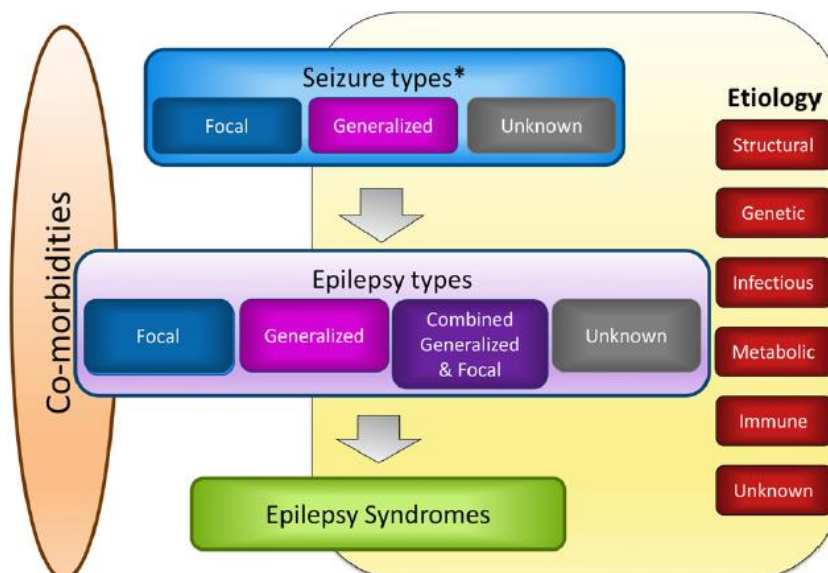 Co-morbidities
Seizure types*
Focal
Generalized
Unknown
Epilepsy types
Focal
Generalized
Combined
Generalized
& Focal
Unknown
Epilepsy Syndromes
Etiology
Structural
Genetic
Infectious
Metabolic
Immune
Unknown